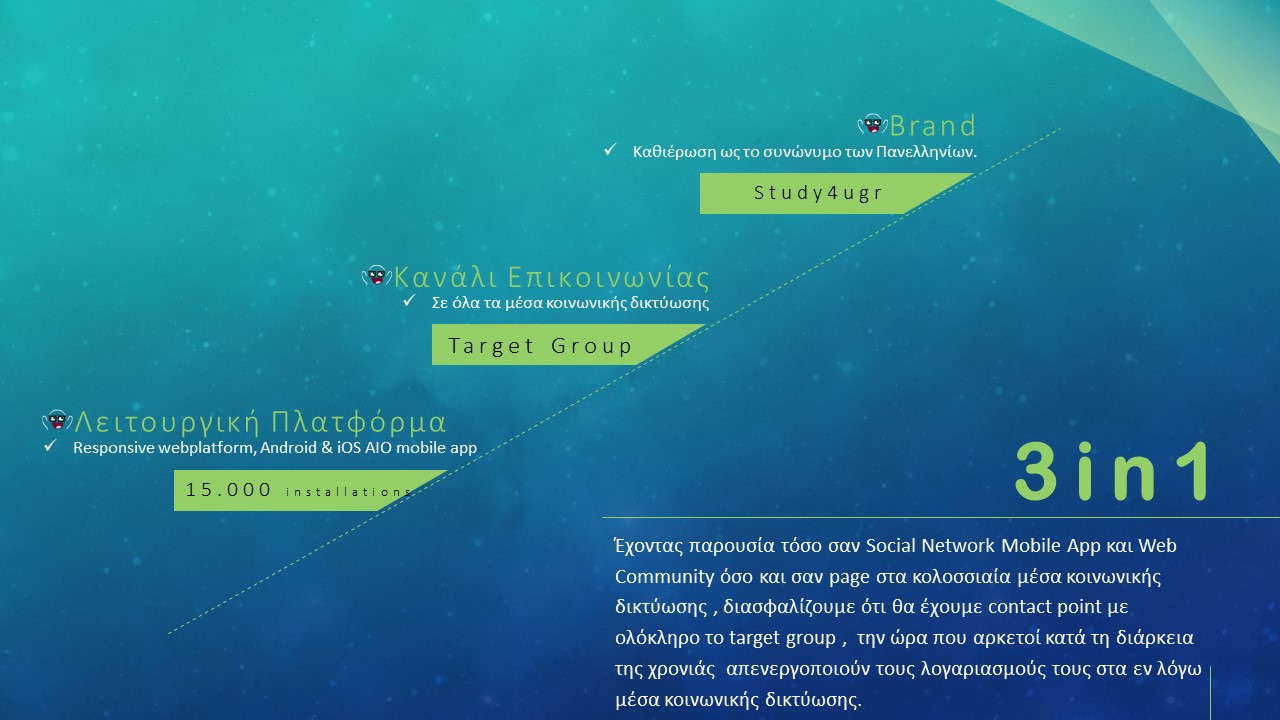 Brand
Καθιέρωση ως το συνώνυμο των Πανελληνίων.
Study4ugr
Κανάλι Επικοινωνίας
Σε όλα τα μέσα κοινωνικής δικτύωσης
Target Group
Λειτουργική Πλατφόρμα
Responsive webplatform, Android & iOS AIO mobile app
15.000 installations
3in1
Έχοντας παρουσία τόσο σαν Social Network Mobile App και Web
Community όσο και σαν page στα κολοσσιαία μέσα κοινωνικής
δικτύωσης , διασφαλίζουμε ότι θα έχουμε contact point με
ολόκληρο το target group , την ώρα που αρκετοί κατά τη διάρκεια
της χρονιάς απενεργοποιούν τους λογαριασμούς τους στα εν λόγω
μέσα κοινωνικής δικτύωσης.